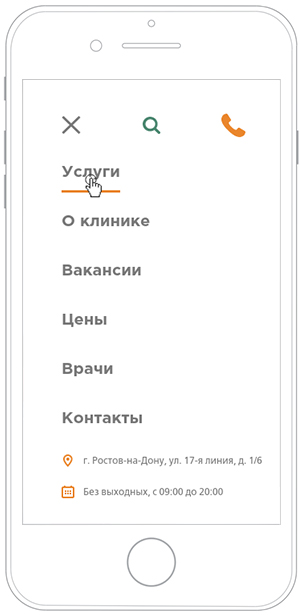 Услуги
О клинике
Вакансии
Цены
Врачи
Контакты
г. Ростов-на-Дону, ул. 17-я линия, д. 1/6
Без выходных, с 09:00 до 20:00